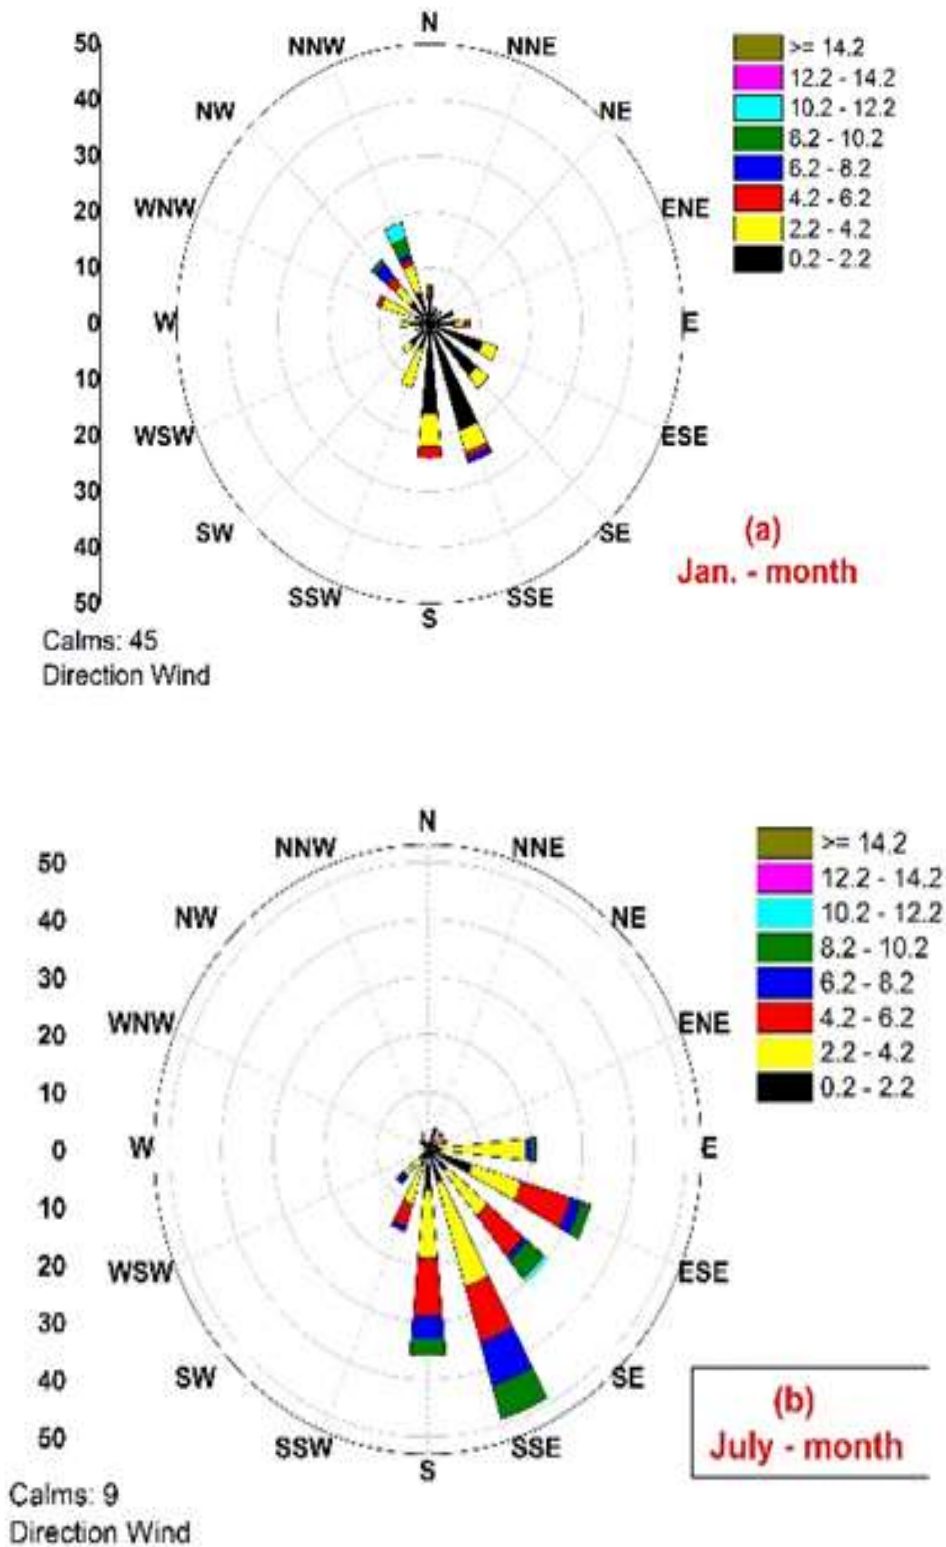 N
NNW
NNE
NW
NE
WNW
ENE
W
E
WSW
ESE
SW
SE
SSW
SSE
S
50
40
30
20
10
0
10
20
30
40
50
>= 14.2
12.2 - 14.2
10.2 - 12.2
8.2 - 10.2
6.2 - 8.2
4.2 - 6.2
2.2 - 4.2
0.2 - 2.2
(a)
Jan. - month
Calms: 45
Direction Wind
N
NNW
NNE
NW
NE
WNW
ENE
W
E
WSW
ESE
SW
SE
SSW
SSE
S
50
40
30
20
10
0
10
20
30
40
50
>= 14.2
12.2 - 14.2
10.2 - 12.2
8.2 - 10.2
6.2 - 8.2
4.2 - 6.2
2.2 - 4.2
0.2 - 2.2
(b)
July - month
Calms: 9
Direction Wind